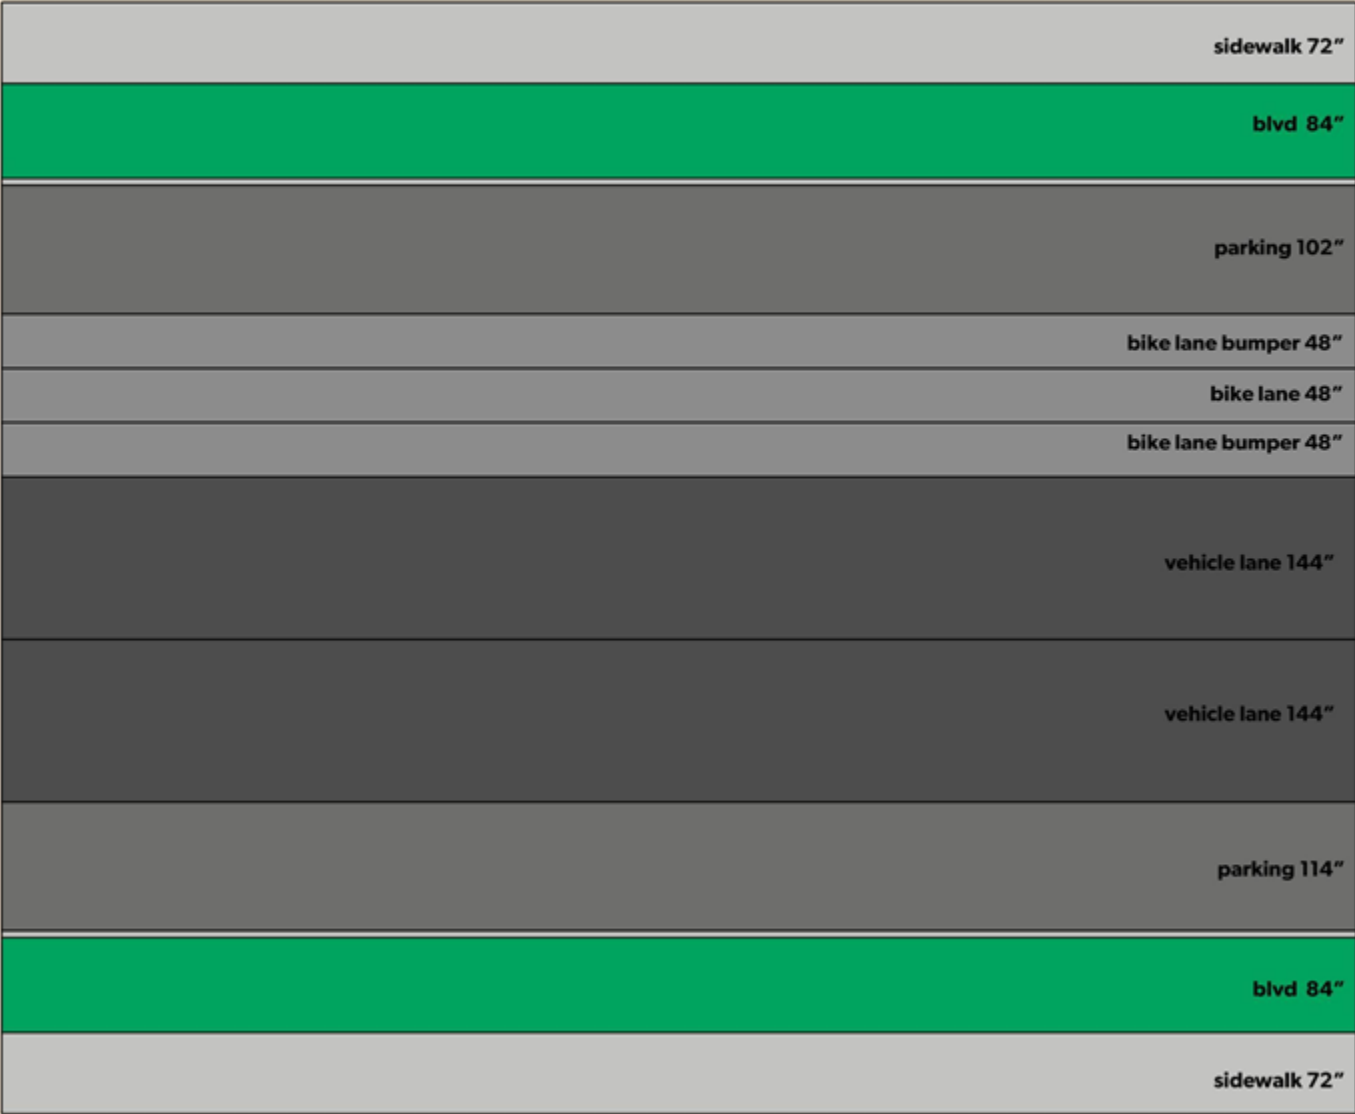 sidewalk 72”
blvd 84”
parking 102”
bike lane bumper 48”
bike lane 48”
bike lane bumper 48”
vehicle lane 144”
vehicle lane 144”
parking 114”
blvd 84”
sidewalk 72”